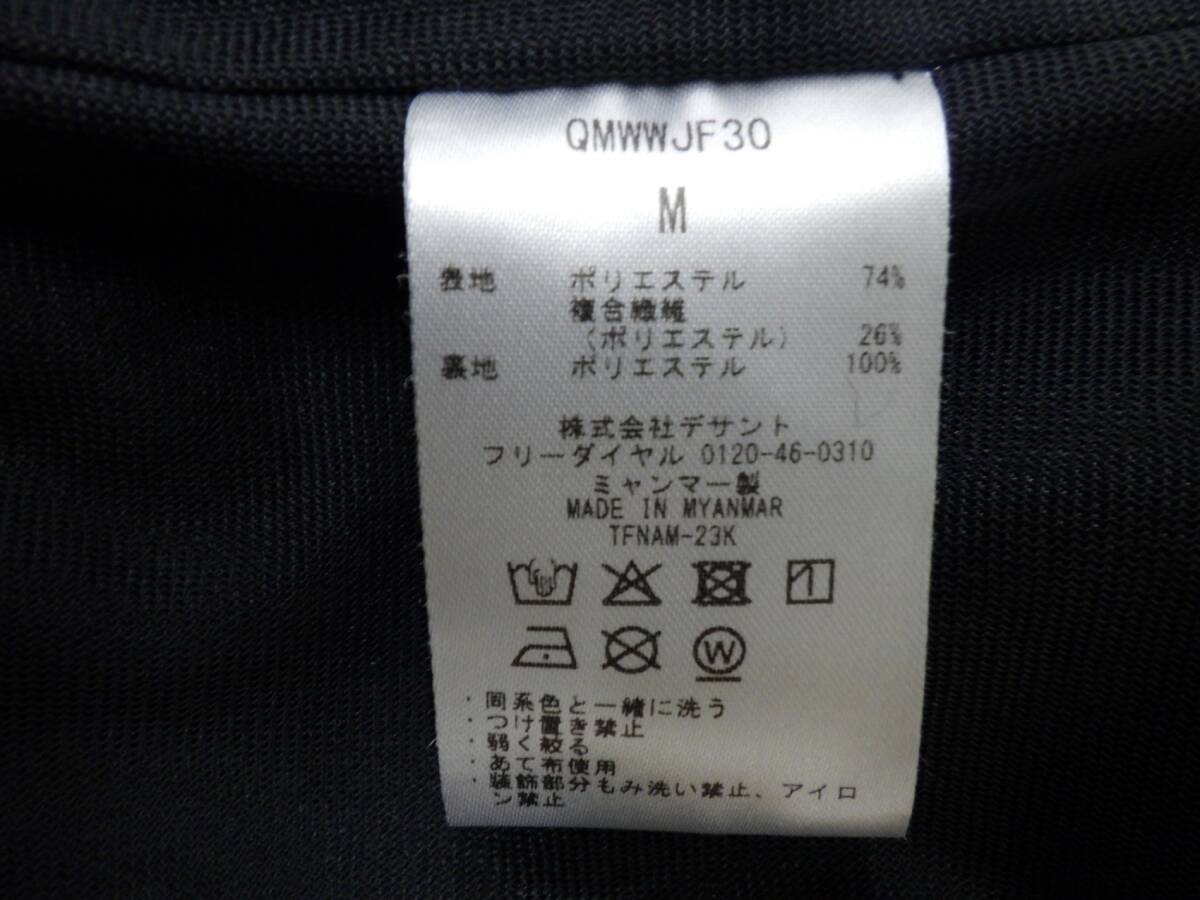 QMWWJF30
M
表地 ポリエステル 74%
複合繊維
(ポリエステル) 26%
裏地 ポリエステル 100%
株式会社デサント
フリーダイヤル 0120-46-0310
ミャンマー製
MADE IN MYANMAR
TFNAM-23K
W
・同系色と一緒に洗う
・つけ置き禁止
・弱く絞る
・あて布使用
・装飾部分もみ洗い禁止、アイロ
ン禁止